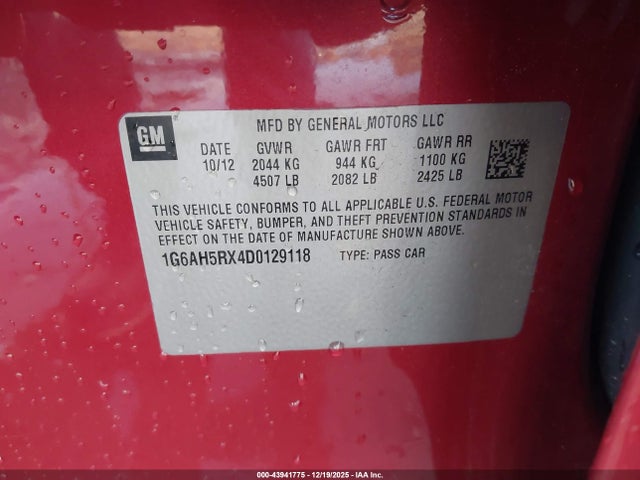 GM
MFD BY GENERAL MOTORS LLC
DATE GVWR GAWR FRT GAWR RR
10/12 2044 KG 944 KG 1100 KG
4507 LB 2082 LB 2425 LB
THIS VEHICLE CONFORMS TO ALL APPLICABLE U.S. FEDERAL MOTOR
VEHICLE SAFETY, BUMPER, AND THEFT PREVENTION STANDARDS IN
EFFECT ON THE DATE OF MANUFACTURE SHOWN ABOVE.
1G6AH5RX4D0129118 TYPE: PASS CAR
000-43941775 - 12/19/2025 - IAA Inc.